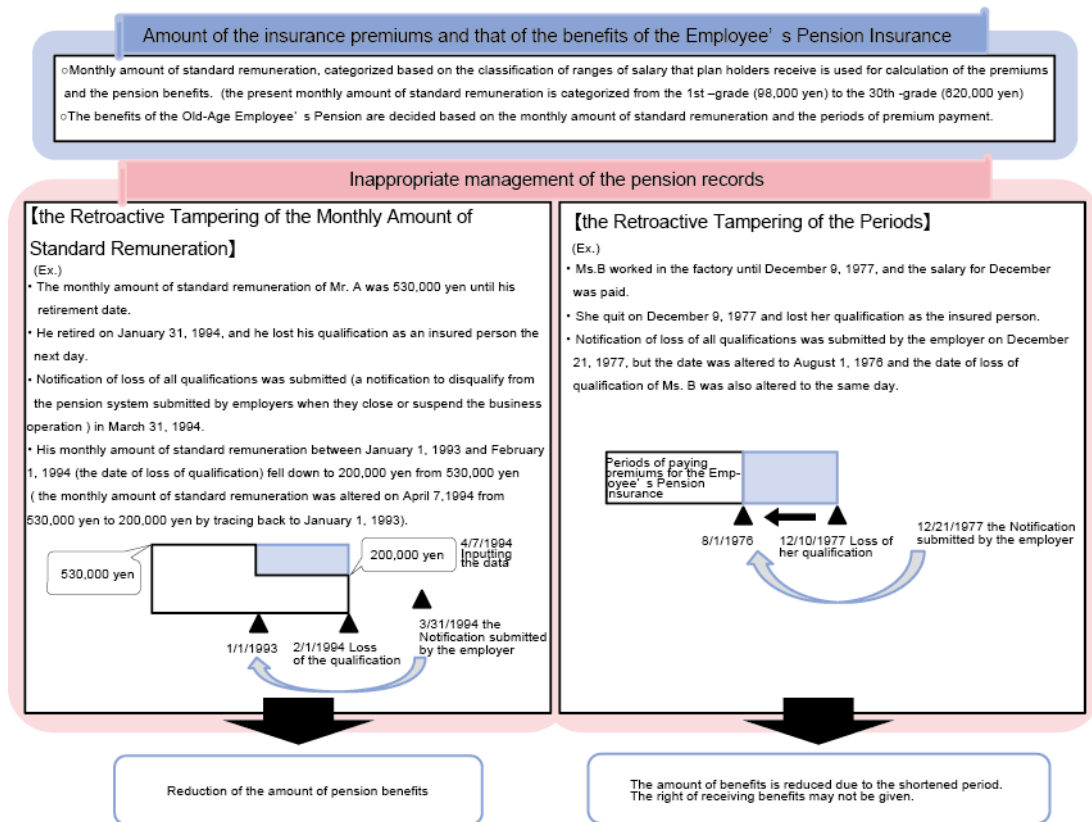 Amount of the insurance premiums and that of the benefits of the Employee’s Pension Insurance
○Monthly amount of standard remuneration, categorized based on the classification of ranges of salary that plan holders receive is used for calculation of the premiums
and the pension benefits. (the present monthly amount of standard remuneration is categorized from the 1st –grade (98,000 yen) to the 30th -grade (620,000 yen)
○The benefits of the Old-Age Employee’s Pension are decided based on the monthly amount of standard remuneration and the periods of premium payment.
Inappropriate management of the pension records
【the Retroactive Tampering of the Monthly Amount of
Standard Remuneration】
(Ex.)
・The monthly amount of standard remuneration of Mr. A was 530,000 yen until his
retirement date.
・He retired on January 31, 1994, and he lost his qualification as an insured person the
next day.
・Notification of loss of all qualifications was submitted (a notification to disqualify from
the pension system submitted by employers when they close or suspend the business
operation ) in March 31, 1994.
・His monthly amount of standard remuneration between January 1, 1993 and February
1, 1994 (the date of loss of qualification) fell down to 200,000 yen from 530,000 yen
( the monthly amount of standard remuneration was altered on April 7,1994 from
530,000 yen to 200,000 yen by tracing back to January 1, 1993).
530,000 yen
200,000 yen
4/7/1994
Inputting
the data
1/1/1993
2/1/1994 Loss
of the qualification
3/31/1994 the
Notification submitted
by the employer
Reduction of the amount of pension benefits
【the Retroactive Tampering of the Periods】
(Ex.)
・Ms.B worked in the factory until December 9, 1977, and the salary for December
was paid.
・She quit on December 9, 1977 and lost her qualification as the insured person.
・Notification of loss of all qualifications was submitted by the employer on December
21, 1977, but the date was altered to August 1, 1976 and the date of loss of
qualification of Ms. B was also altered to the same day.
Periods of paying
premiums for the Emp-
oyee’s Pension
nsurance
8/1/1976
12/10/1977 Loss of
her qualification
12/21/1977 the Notification
submitted by the employer
The amount of benefits is reduced due to the shortened period.
The right of receiving benefits may not be given.